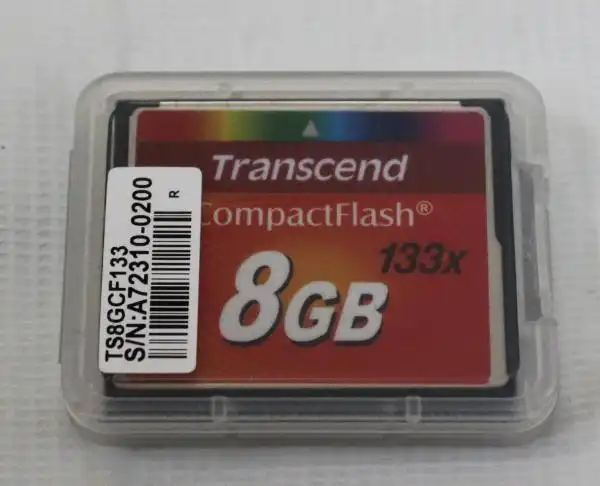 Transcend
CompactFlash®
133x
8GB
TS8GCF133
S/N:A72310-0200
R